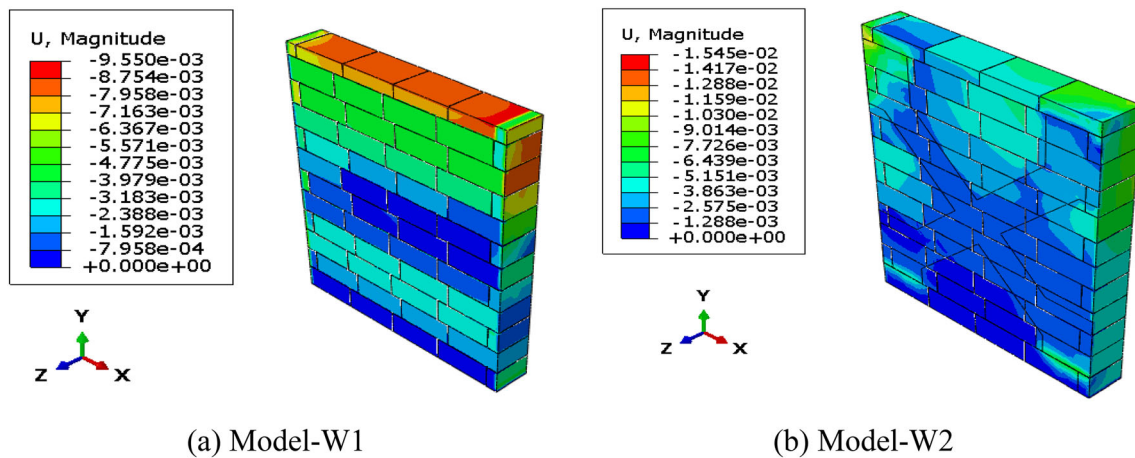 U, Magnitude
-9.550e-03
-8.754e-03
-7.958e-03
-7.163e-03
-6.367e-03
-5.571e-03
-4.775e-03
-3.979e-03
-3.183e-03
-2.388e-03
-1.592e-03
-7.958e-04
+0.000e+00
Y
Z
X
(a) Model-W1
U, Magnitude
-1.545e-02
-1.417e-02
-1.288e-02
-1.159e-02
-1.030e-02
-9.014e-03
-7.726e-03
-6.439e-03
-5.151e-03
-3.863e-03
-2.575e-03
-1.288e-03
+0.000e+00
Y
Z
X
(b) Model-W2